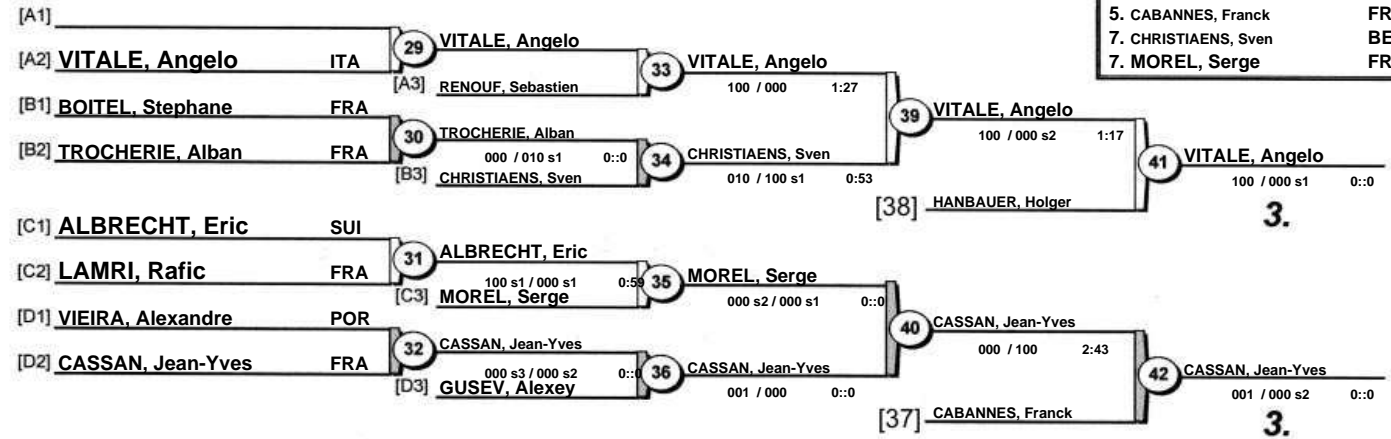 [A1]
[A2] VITALE, Angelo ITA
[B1] BOITEL, Stephane FRA
[B2] TROCHERIE, Alban FRA
[C1] ALBRECHT, Eric SUI
[C2] LAMRI, Rafic FRA
[D1] VIEIRA, Alexandre POR
[D2] CASSAN, Jean-Yves FRA
29
30
31
32
VITALE, Angelo
[A3] RENOUF, Sebastien
TROCHERIE, Alban
000 / 010 s1 0::0
[B3] CHRISTIAENS, Sven
ALBRECHT, Eric
100 s1 / 000 s1 0:59
[C3] MOREL, Serge
CASSAN, Jean-Yves
000 s3 / 000 s2 0::0
[D3] GUSEV, Alexey
33
34
35
36
VITALE, Angelo
100 / 000 1:27
CHRISTIAENS, Sven
010 / 100 s1 0:53
MOREL, Serge
000 s2 / 000 s1 0::0
CASSAN, Jean-Yves
001 / 000 0::0
39
40
VITALE, Angelo
100 / 000 s2 1:17
[38] HANBAUER, Holger
CASSAN, Jean-Yves
000 / 100 2:43
[37] CABANNES, Franck
41
42
VITALE, Angelo
100 / 000 s1 0::0
3.
CASSAN, Jean-Yves
001 / 000 s2 0::0
3.
5. CABANNES, Franck FR
7. CHRISTIAENS, Sven BE
7. MOREL, Serge FR